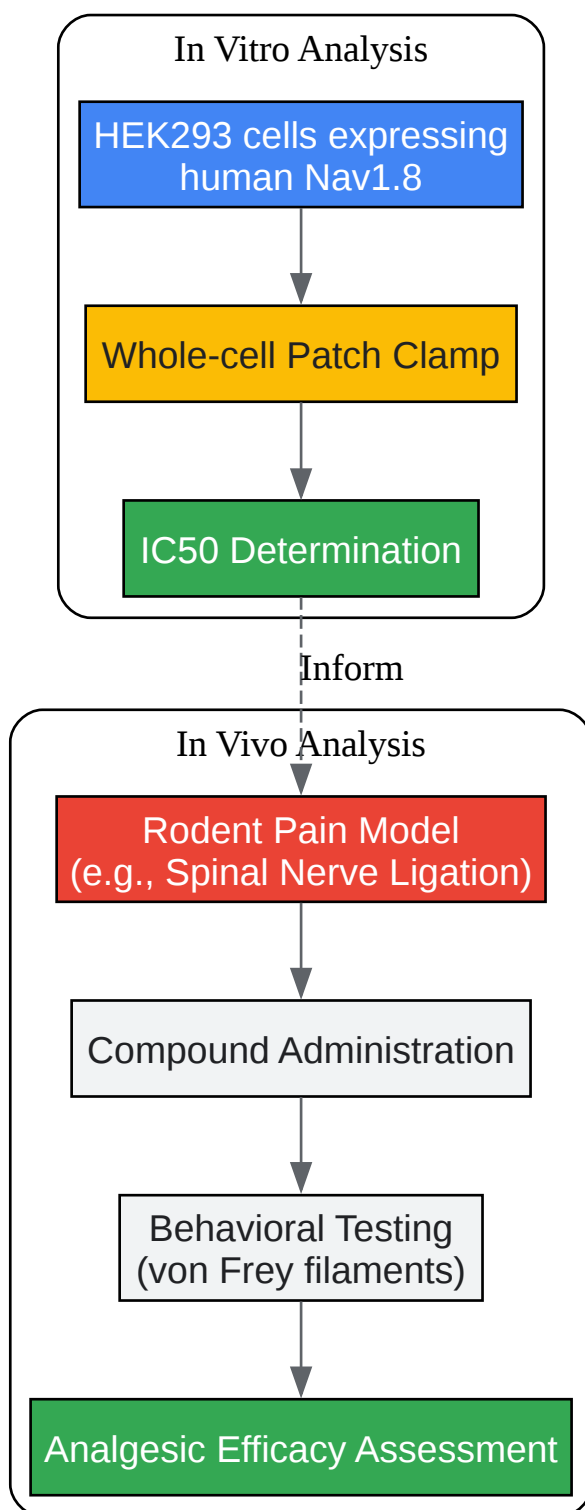 In Vitro Analysis
HEK293 cells expressing
human Nav1.8
Whole-cell Patch Clamp
IC50 Determination
Inform
In Vivo Analysis
Rodent Pain Model
(e.g., Spinal Nerve Ligation)
Compound Administration
Behavioral Testing
(von Frey filaments)
Analgesic Efficacy Assessment